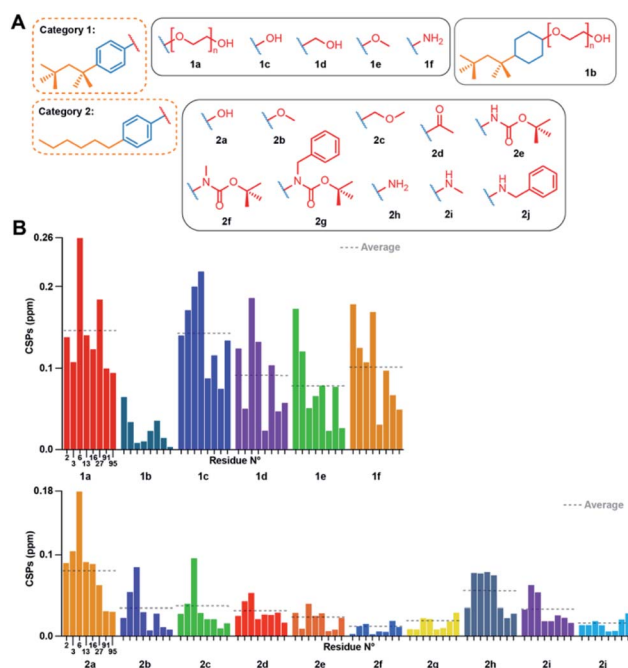 A
Category 1:
O
O
n
OH
1a
OH
1c
OH
1d
O
1e
NH2
1f
O
O
n
OH
1b
Category 2:
OH
2a
O
2b
O
2c
O
2d
H
N
O
O
2e
N
O
O
2f
N
O
O
2g
NH2
2h
H
N
2i
H
N
2j
B
0.26
0.2
0.1
0.0
CSPs (ppm)
Average
2 3 6 13 16 27 91 95
Residue Nº
1a 1b 1c 1d 1e 1f
0.18
0.1
0.0
CSPs (ppm)
Average
2 3 6 13 16 27 91 95
Residue Nº
2a 2b 2c 2d 2e 2f 2g 2h 2i